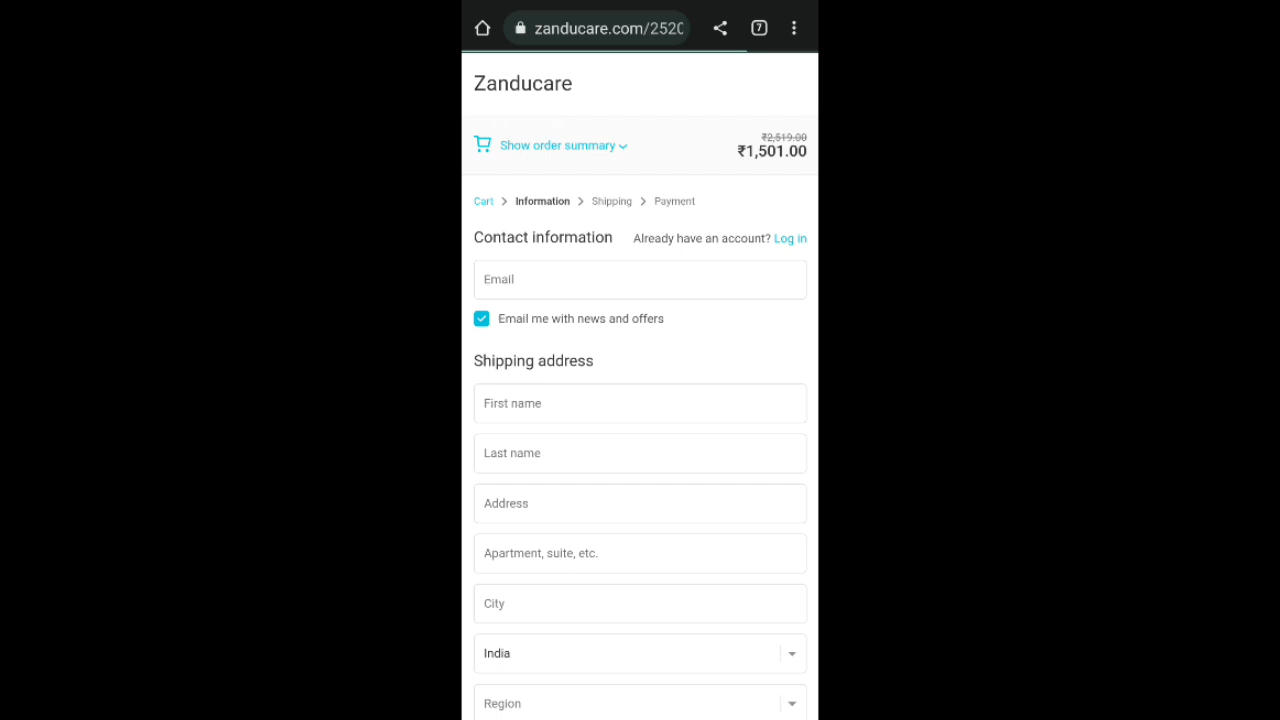 zanducare.com/2520
7
Zanducare
Show order summary
₹2,519.00
₹1,501.00
Cart > Information > Shipping > Payment
Contact information
Already have an account? Log in
Email
Email me with news and offers
Shipping address
First name
Last name
Address
Apartment, suite, etc.
City
India
Region